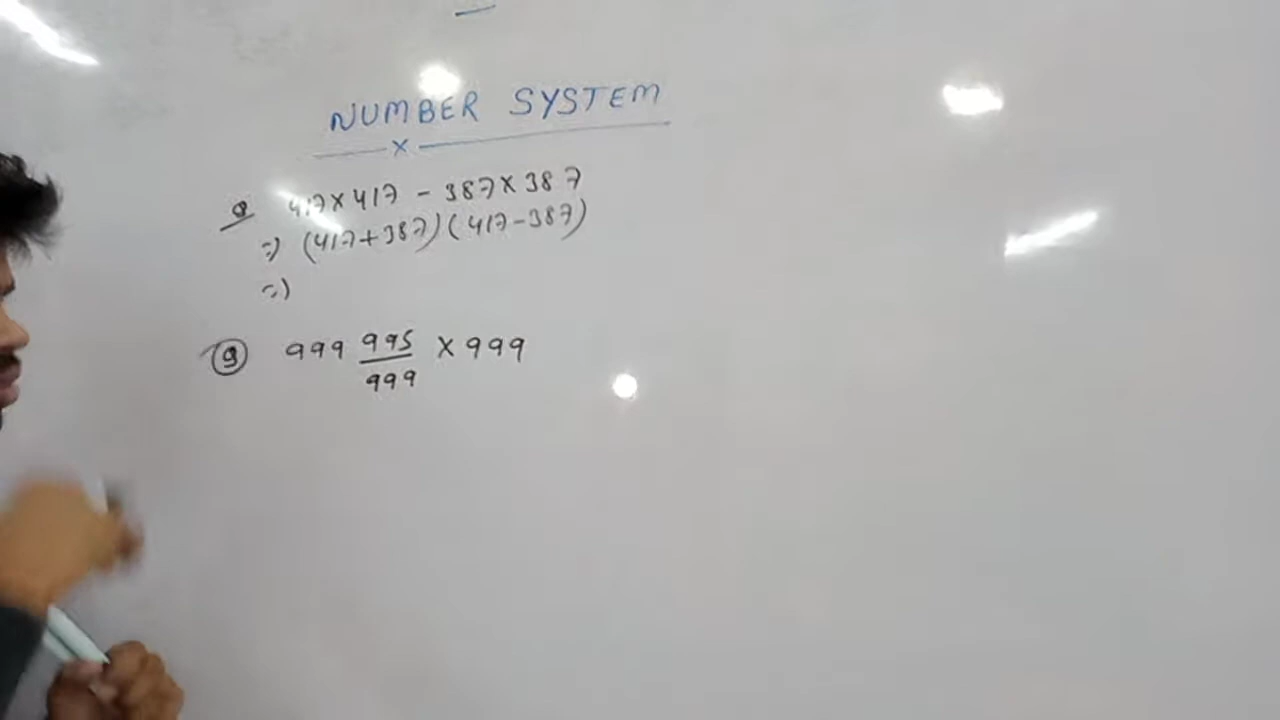 NUMBER SYSTEM
x
Q 417×417 - 387×387
=) (417+387)(417-387)
=)
9 999 995/999 × 999